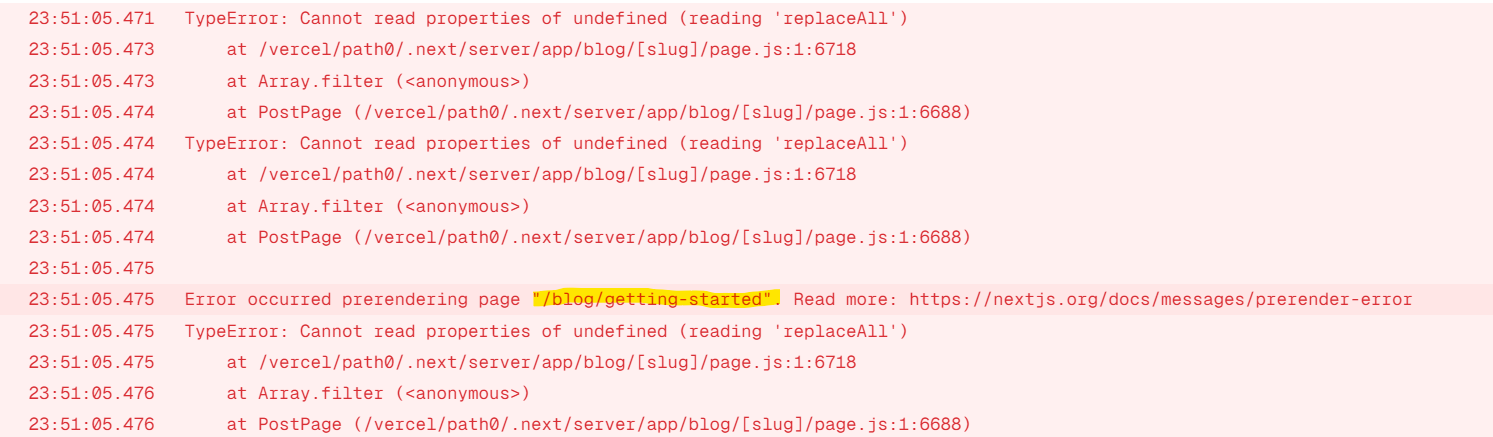 23:51:05.471 TypeError: Cannot read properties of undefined (reading 'replaceAll')
23:51:05.473 at /vercel/path0/.next/server/app/blog/[slug]/page.js:1:6718
23:51:05.473 at Array.filter (<anonymous>)
23:51:05.474 at PostPage (/vercel/path0/.next/server/app/blog/[slug]/page.js:1:6688)
23:51:05.474 TypeError: Cannot read properties of undefined (reading 'replaceAll')
23:51:05.474 at /vercel/path0/.next/server/app/blog/[slug]/page.js:1:6718
23:51:05.474 at Array.filter (<anonymous>)
23:51:05.474 at PostPage (/vercel/path0/.next/server/app/blog/[slug]/page.js:1:6688)
23:51:05.475
23:51:05.475 Error occurred prerendering page "/blog/getting-started". Read more: https://nextjs.org/docs/messages/prerender-error
23:51:05.475 TypeError: Cannot read properties of undefined (reading 'replaceAll')
23:51:05.475 at /vercel/path0/.next/server/app/blog/[slug]/page.js:1:6718
23:51:05.476 at Array.filter (<anonymous>)
23:51:05.476 at PostPage (/vercel/path0/.next/server/app/blog/[slug]/page.js:1:6688)